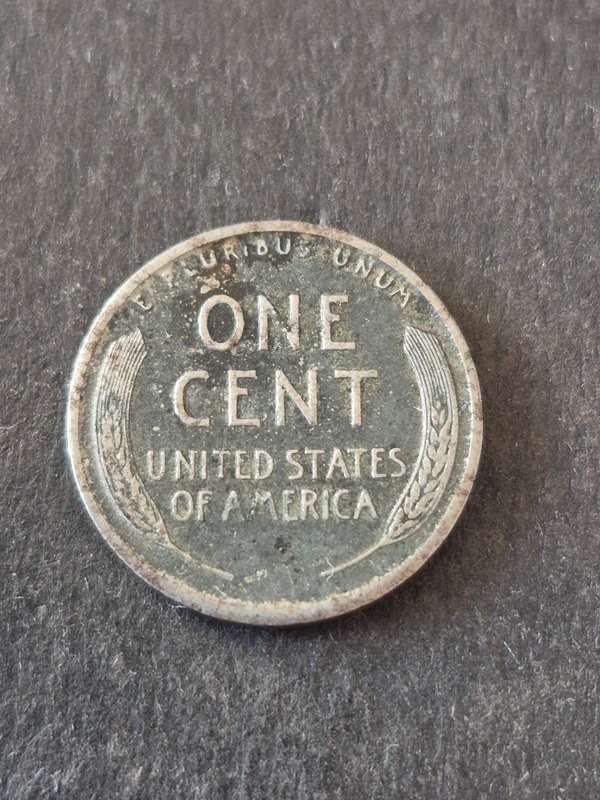 E PLURIBUS UNUM
ONE
CENT
UNITED STATES
OF AMERICA